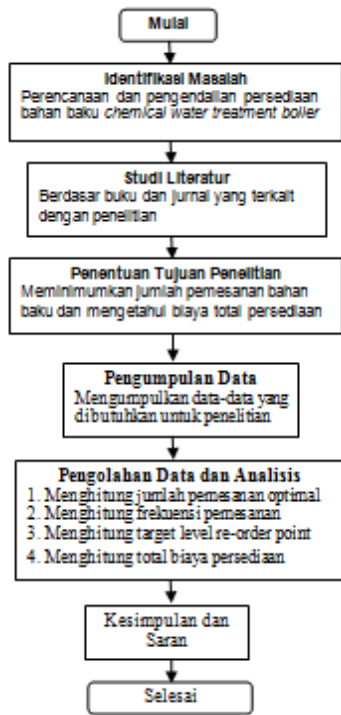 Mulai
Identifikasi Masalah
Perencanaan dan pengendalian persediaan
bahan baku chemical water treatment boiler
Studi Literatur
Berdasar buku dan jurnal yang terkait
dengan penelitian
Penentuan Tujuan Penelitian
Meminimumkan jumlah pemesanan bahan
baku dan mengetahui biaya total persediaan
Pengumpulan Data
Mengumpulkan data-data yang
dibutuhkan untuk penelitian
Pengolahan Data dan Analisis
1. Menghitung jumlah pemesanan optimal
2. Menghitung frekuensi pemesanan
3. Menghitung target level re-order point
4. Menghitung total biaya persediaan
Kesimpulan dan
Saran
Selesai